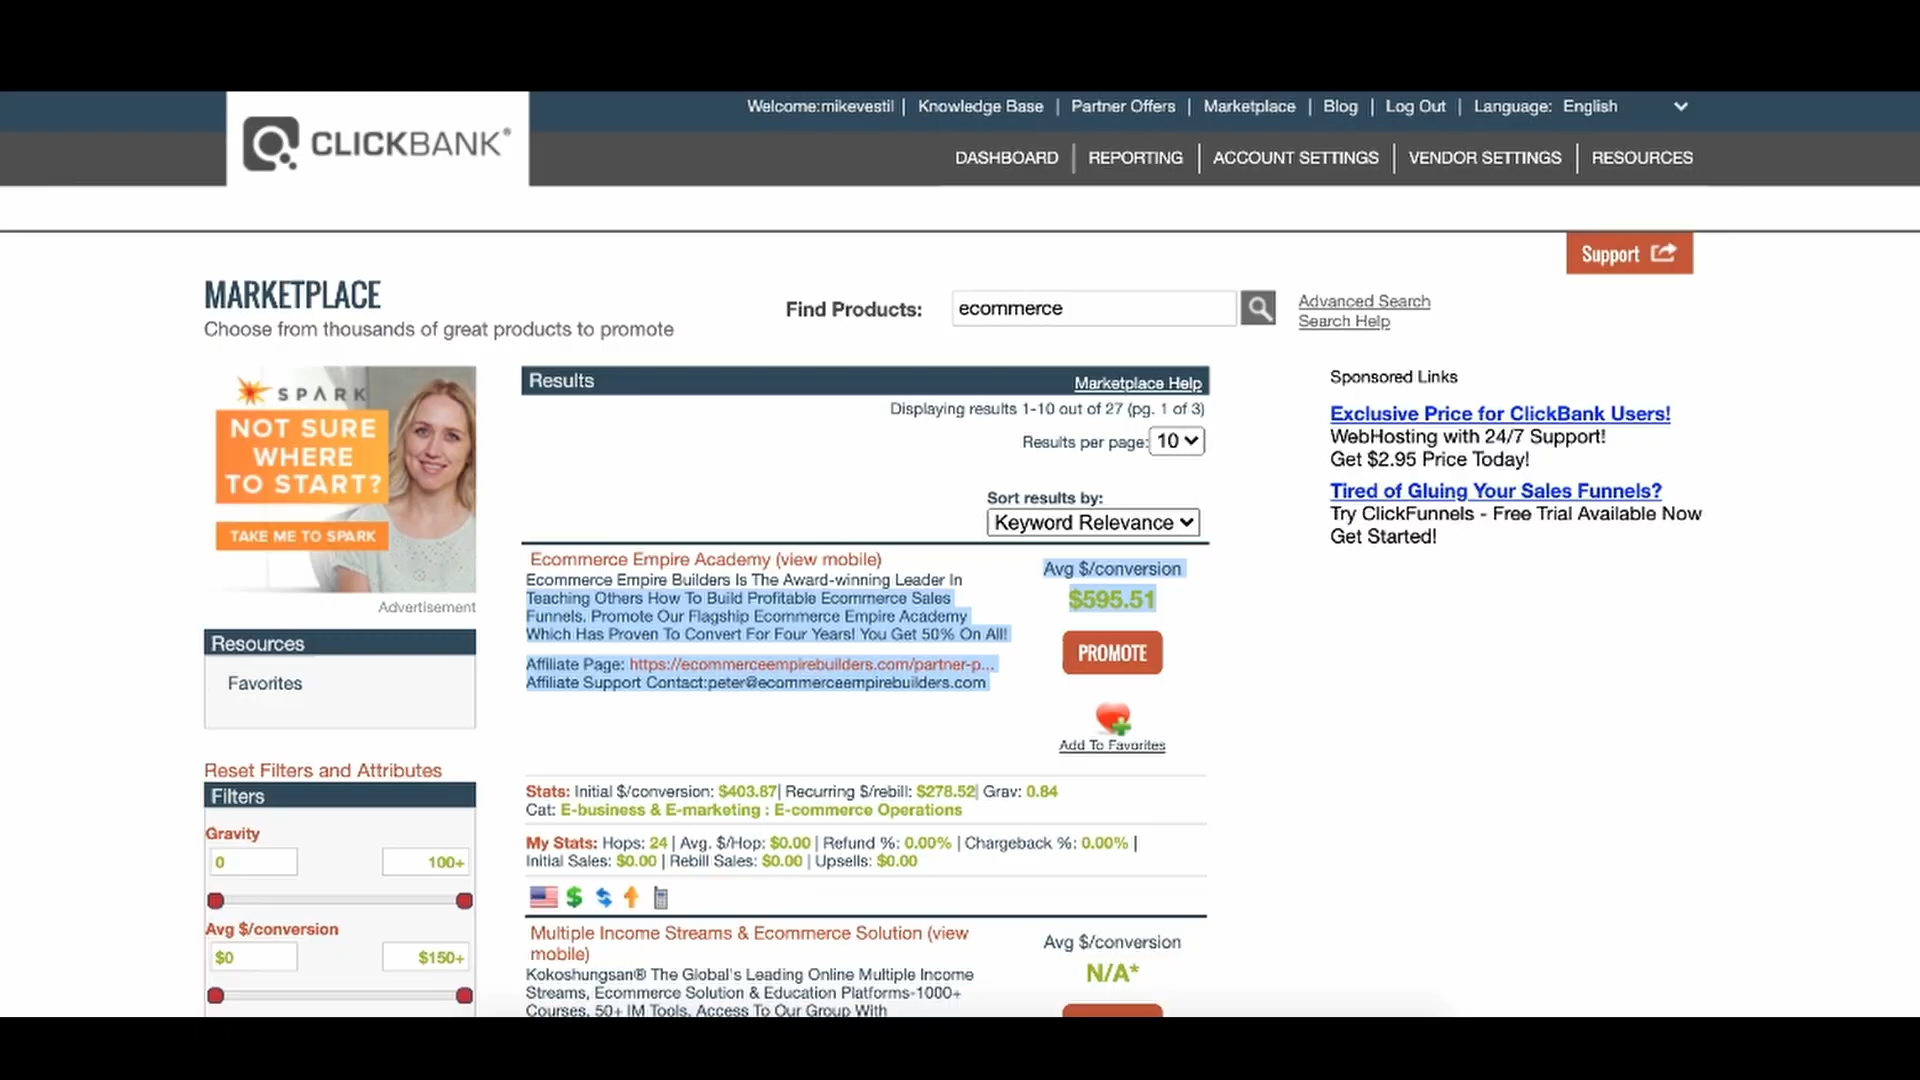 Welcome:mikevestil | Knowledge Base | Partner Offers | Marketplace | Blog | Log Out | Language: English
CLICKBANK®
DASHBOARD | REPORTING | ACCOUNT SETTINGS | VENDOR SETTINGS | RESOURCES
Support
MARKETPLACE
Choose from thousands of great products to promote
Find Products: ecommerce
Advanced Search
Search Help
SPARK
NOT SURE
WHERE
TO START?
TAKE ME TO SPARK
Advertisement
Resources
Favorites
Reset Filters and Attributes
Filters
Gravity
0 100+
Avg $/conversion
$0 $150+
Results Marketplace Help
Displaying results 1-10 out of 27 (pg. 1 of 3)
Results per page: 10
Sort results by:
Keyword Relevance
Ecommerce Empire Academy (view mobile)
Ecommerce Empire Builders Is The Award-winning Leader In
Teaching Others How To Build Profitable Ecommerce Sales
Funnels. Promote Our Flagship Ecommerce Empire Academy
Which Has Proven To Convert For Four Years! You Get 50% On All!
Affiliate Page: https://ecommerceempirebuilders.com/partner-p...
Affiliate Support Contact:peter@ecommerceempirebuilders.com
Avg $/conversion
$595.51
PROMOTE
Add To Favorites
Stats: Initial $/conversion: $403.87| Recurring $/rebill: $278.52| Grav: 0.84
Cat: E-business & E-marketing : E-commerce Operations
My Stats: Hops: 24 | Avg. $/Hop: $0.00 | Refund %: 0.00% | Chargeback %: 0.00% |
Initial Sales: $0.00 | Rebill Sales: $0.00 | Upsells: $0.00
Multiple Income Streams & Ecommerce Solution (view
mobile)
Kokoshungsan® The Global's Leading Online Multiple Income
Streams, Ecommerce Solution & Education Platforms-1000+
Courses, 50+ IM Tools, Access To Our Group With
Avg $/conversion
N/A*
Sponsored Links
Exclusive Price for ClickBank Users!
WebHosting with 24/7 Support!
Get $2.95 Price Today!
Tired of Gluing Your Sales Funnels?
Try ClickFunnels - Free Trial Available Now
Get Started!